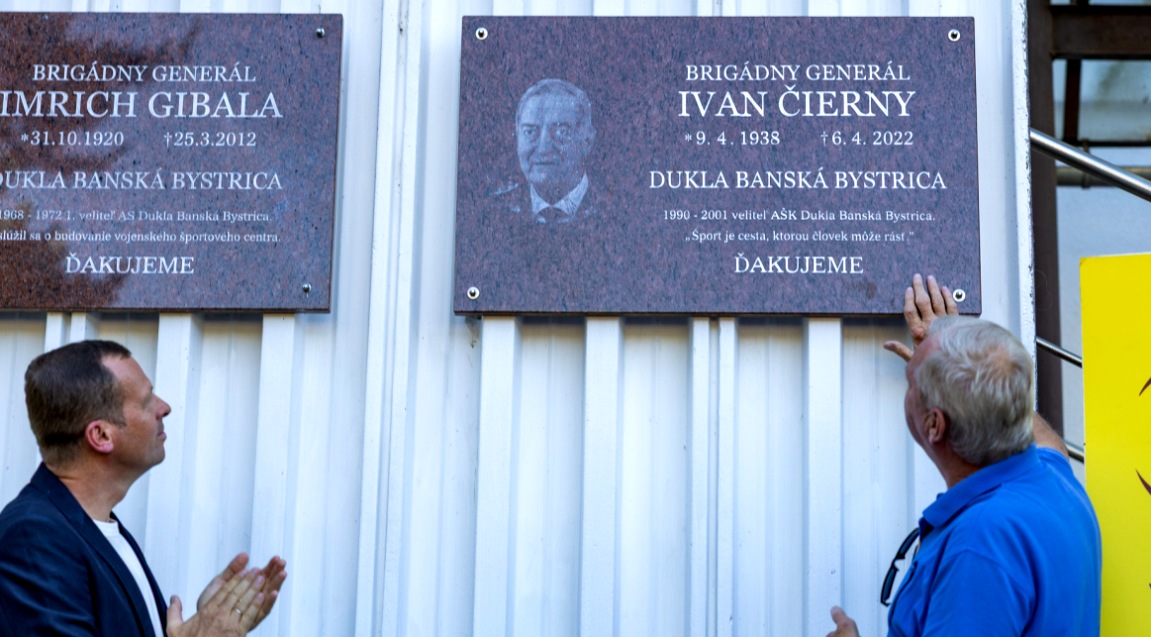 BRIGÁDNY GENERÁL
IMRICH GIBALA
*31.10.1920 †25.3.2012
DUKLA BANSKÁ BYSTRICA
1968 - 1972 1. veliteľ AS Dukla Banská Bystrica.
sa o budovanie vojenského športového centra.
ĎAKUJEME
BRIGÁDNY GENERÁL
IVAN ČIERNY
*9. 4. 1938 †6. 4. 2022
DUKLA BANSKÁ BYSTRICA
1990 - 2001 veliteľ AŠK Dukla Banská Bystrica.
„Šport je cesta, ktorou človek môže rásť.”
ĎAKUJEME